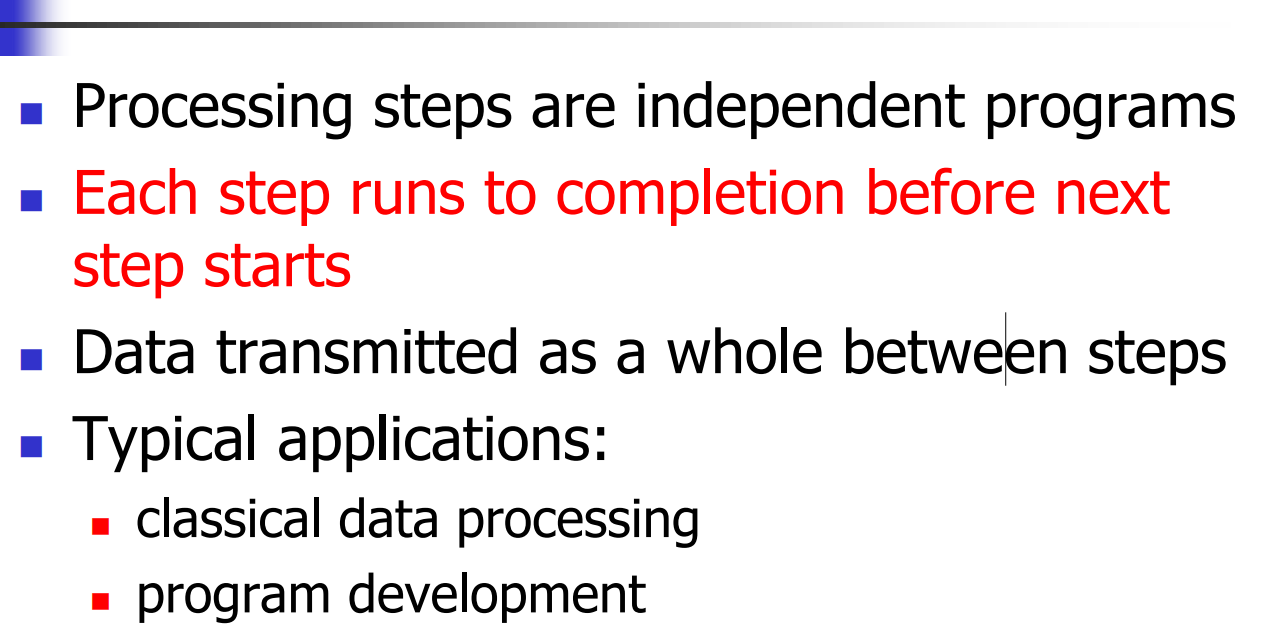 Processing steps are independent programs
Each step runs to completion before next
step starts
Data transmitted as a whole between steps
Typical applications:
classical data processing
program development